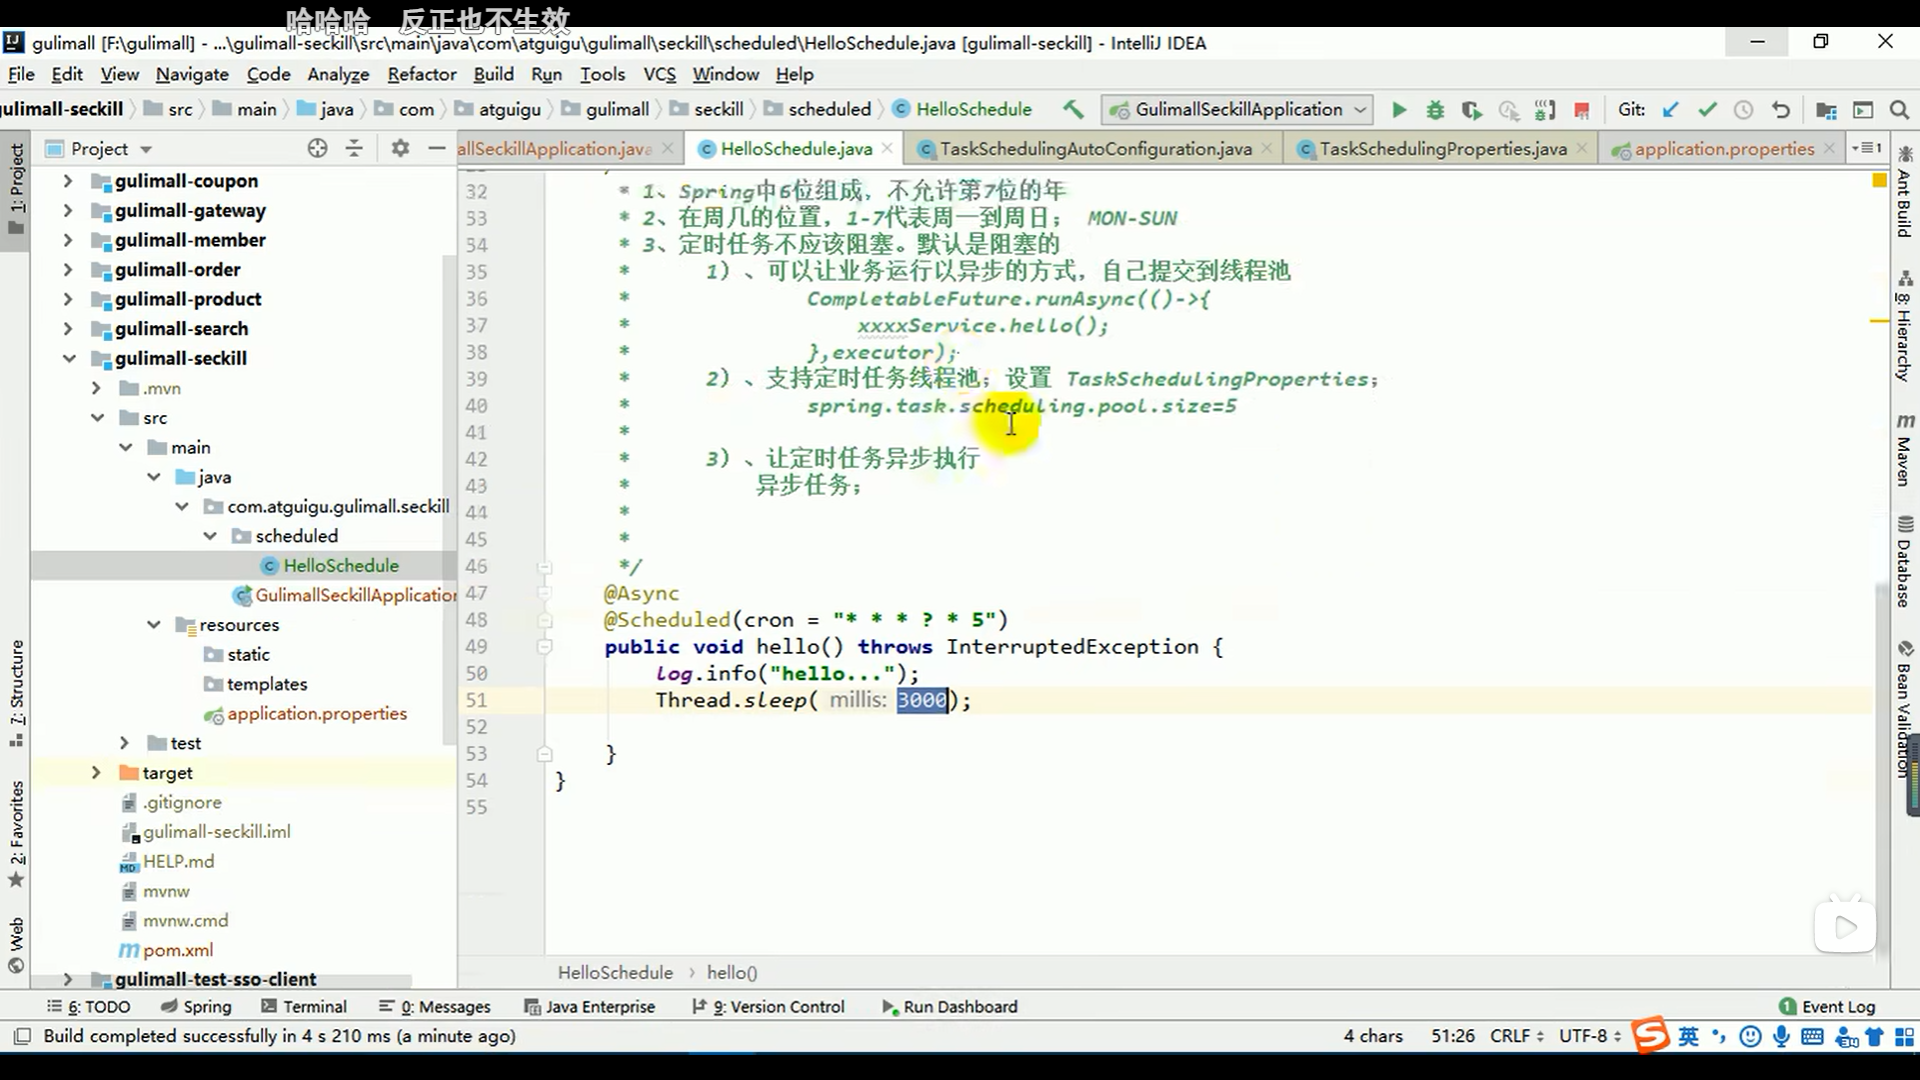 哈哈哈 反正也不生效
gulimall [F:\gulimall] - ...\gulimall-seckill\src\main\java\com\atguigu\gulimall\seckill\scheduled\HelloSchedule.java [gulimall-seckill] - IntelliJ IDEA
File Edit View Navigate Code Analyze Refactor Build Run Tools VCS Window Help
gulimall-seckill src main java com atguigu gulimall seckill scheduled HelloSchedule GulimallSeckillApplication Git:
Project
allSeckillApplication.java HelloSchedule.java TaskSchedulingAutoConfiguration.java TaskSchedulingProperties.java application.properties
1: Project
7: Structure
2: Favorites
Web
gulimall-coupon
gulimall-gateway
gulimall-member
gulimall-order
gulimall-product
gulimall-search
gulimall-seckill
.mvn
src
main
java
com.atguigu.gulimall.seckill
scheduled
HelloSchedule
GulimallSeckillApplication
resources
static
templates
application.properties
test
target
.gitignore
gulimall-seckill.iml
HELP.md
mvnw
mvnw.cmd
pom.xml
gulimall-test-sso-client
32 * 1、Spring中6位组成，不允许第7位的年
33 * 2、在周几的位置，1-7代表周一到周日； MON-SUN
34 * 3、定时任务不应该阻塞。默认是阻塞的
35 * 1）、可以让业务运行以异步的方式，自己提交到线程池
36 * CompletableFuture.runAsync(()->{
37 * xxxxService.hello();
38 * },executor);
39 * 2）、支持定时任务线程池；设置 TaskSchedulingProperties；
40 * spring.task.scheduling.pool.size=5
41 *
42 * 3）、让定时任务异步执行
43 * 异步任务；
44 *
45 *
46 */
47 @Async
48 @Scheduled(cron = "* * * ? * 5")
49 public void hello() throws InterruptedException {
50 log.info("hello...");
51 Thread.sleep( millis: 3000);
52
53 }
54 }
55
HelloSchedule › hello()
Ant Build
8: Hierarchy
Maven
Database
Bean Validation
6: TODO Spring Terminal 0: Messages Java Enterprise 9: Version Control Run Dashboard 1 Event Log
Build completed successfully in 4 s 210 ms (a minute ago) 4 chars 51:26 CRLF UTF-8 英